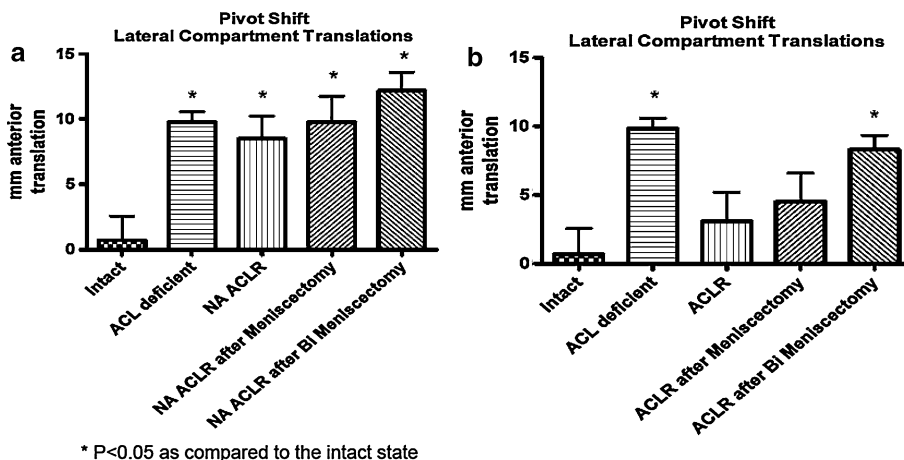 a
Pivot Shift
Lateral Compartment Translations
mm anterior
translation
15
10
5
0
*
*
*
*
Intact
ACL deficient
NA ACLR
NA ACLR after Meniscectomy
NA ACLR after Bi Meniscectomy
* P<0.05 as compared to the intact state
b
Pivot Shift
Lateral Compartment Translations
mm anterior
translation
15
10
5
0
*
*
Intact
ACL deficient
ACLR
ACLR after Meniscectomy
ACLR after Bi Meniscectomy